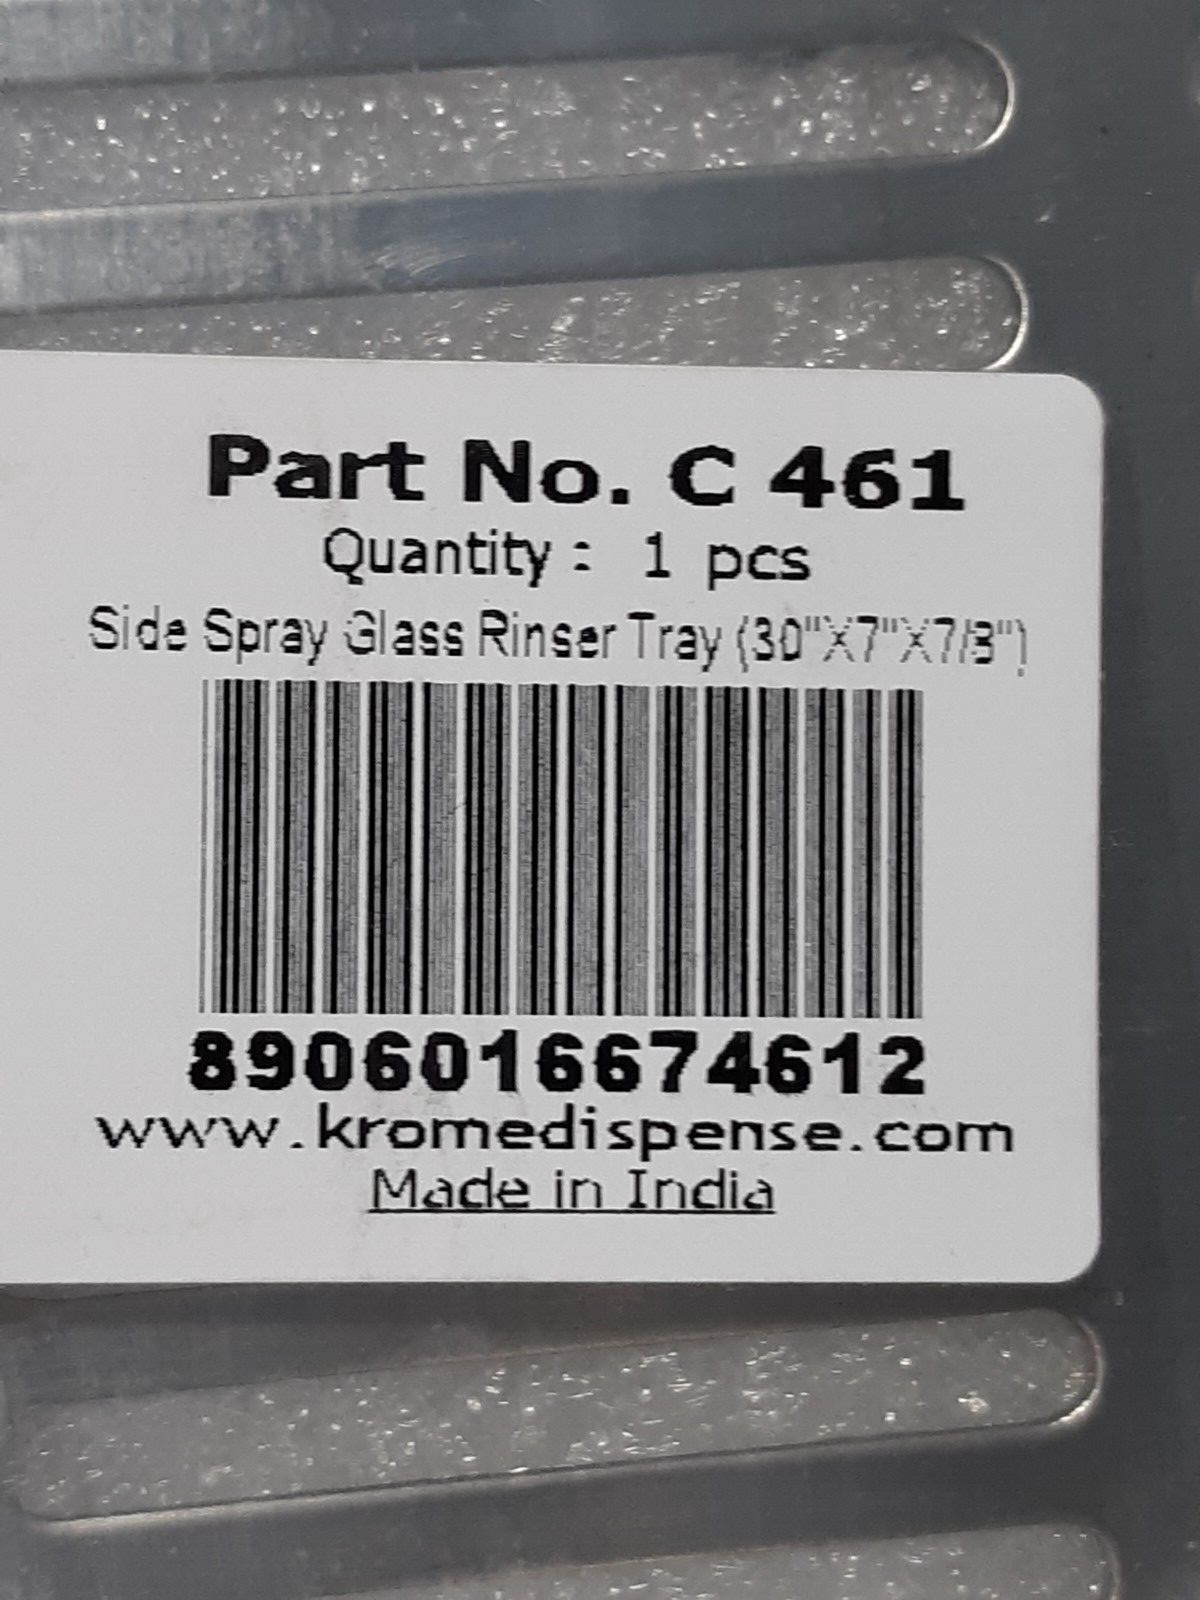 Part No. C 461
Quantity : 1 pcs
Side Spray Glass Rinser Tray (30"X7"X7/8")
8906016674612
www.kromedispense.com
Made in India